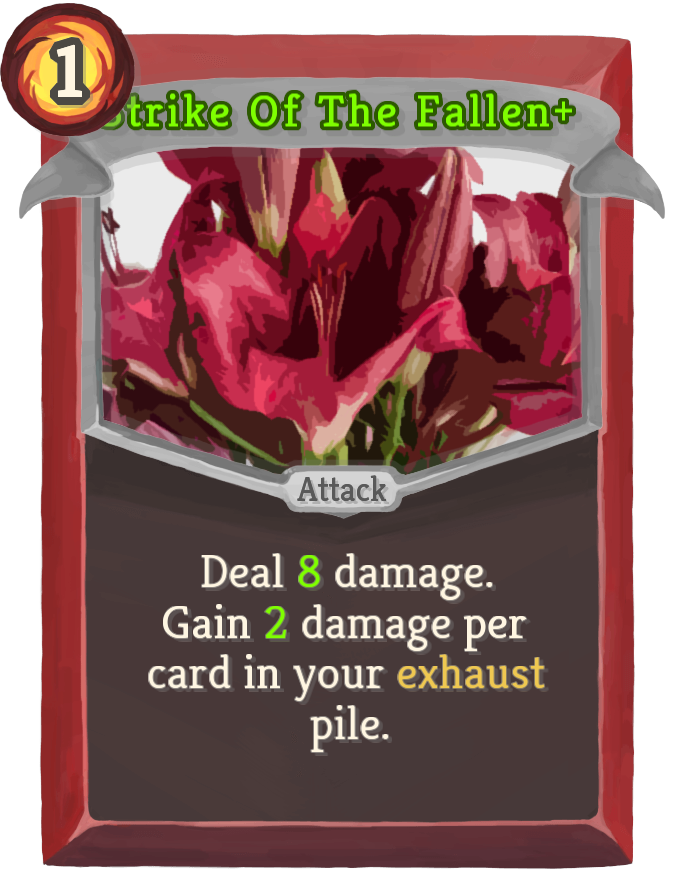 1
Strike Of The Fallen+
Attack
Deal 8 damage.
Gain 2 damage per
card in your exhaust
pile.